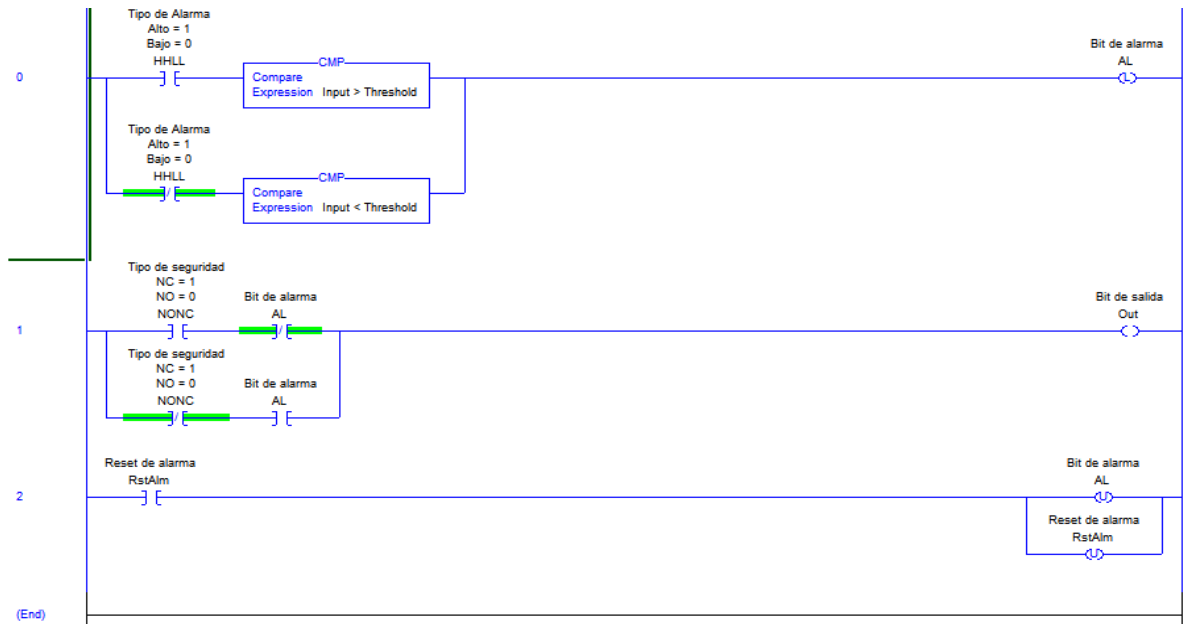 Tipo de Alarma
Alto = 1
Bajo = 0
HHLL
CMP
Compare
Expression Input > Threshold
Bit de alarma
AL
L
0
Tipo de Alarma
Alto = 1
Bajo = 0
HHLL
CMP
Compare
Expression Input < Threshold
Tipo de seguridad
NC = 1
NO = 0
NONC
Bit de alarma
AL
Bit de salida
Out
1
Tipo de seguridad
NC = 1
NO = 0
NONC
Bit de alarma
AL
Reset de alarma
RstAlm
Bit de alarma
AL
U
2
Reset de alarma
RstAlm
U
(End)